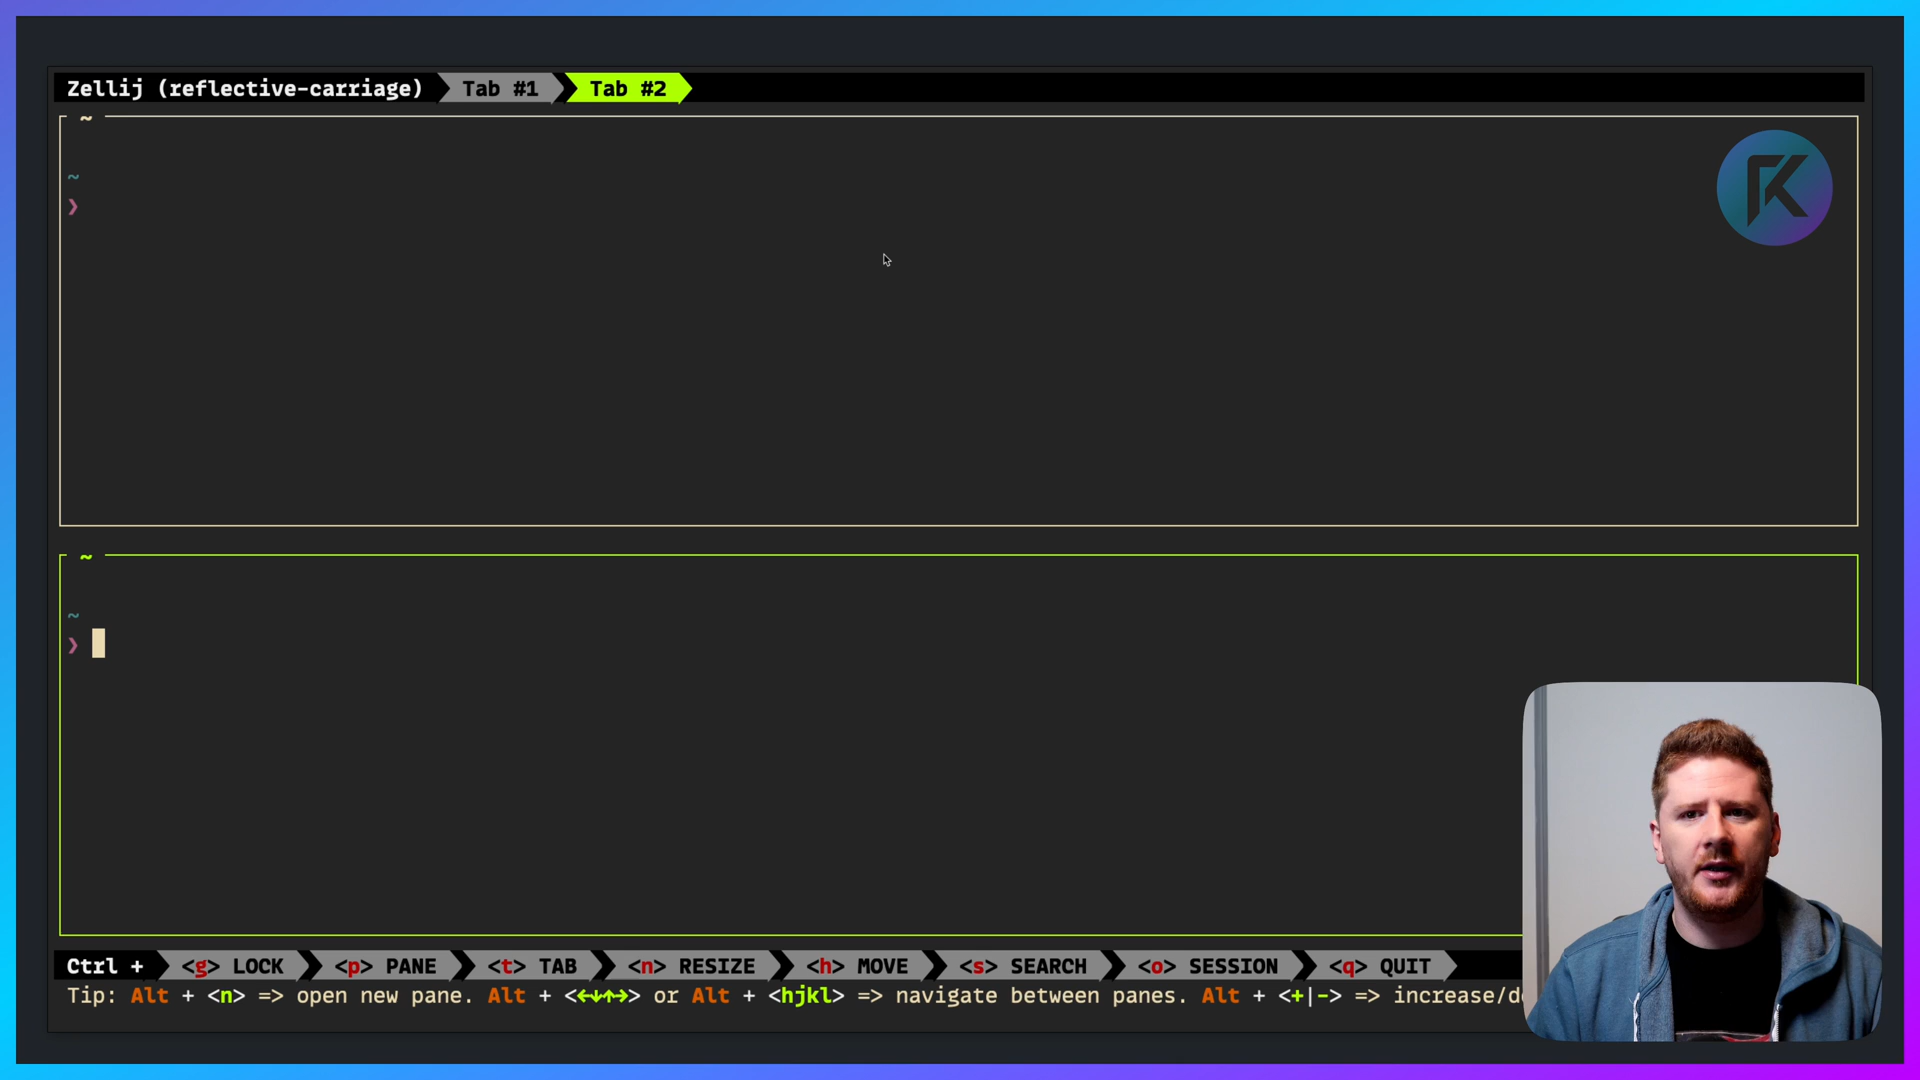 Zellij (reflective-carriage) Tab #1 Tab #2
~
~
❯
~
~
❯
Ctrl + <g> LOCK <p> PANE <t> TAB <n> RESIZE <h> MOVE <s> SEARCH <o> SESSION <q> QUIT
Tip: Alt + <n> => open new pane. Alt + <←↓↑→> or Alt + <hjkl> => navigate between panes. Alt + <+|-> => increase/d